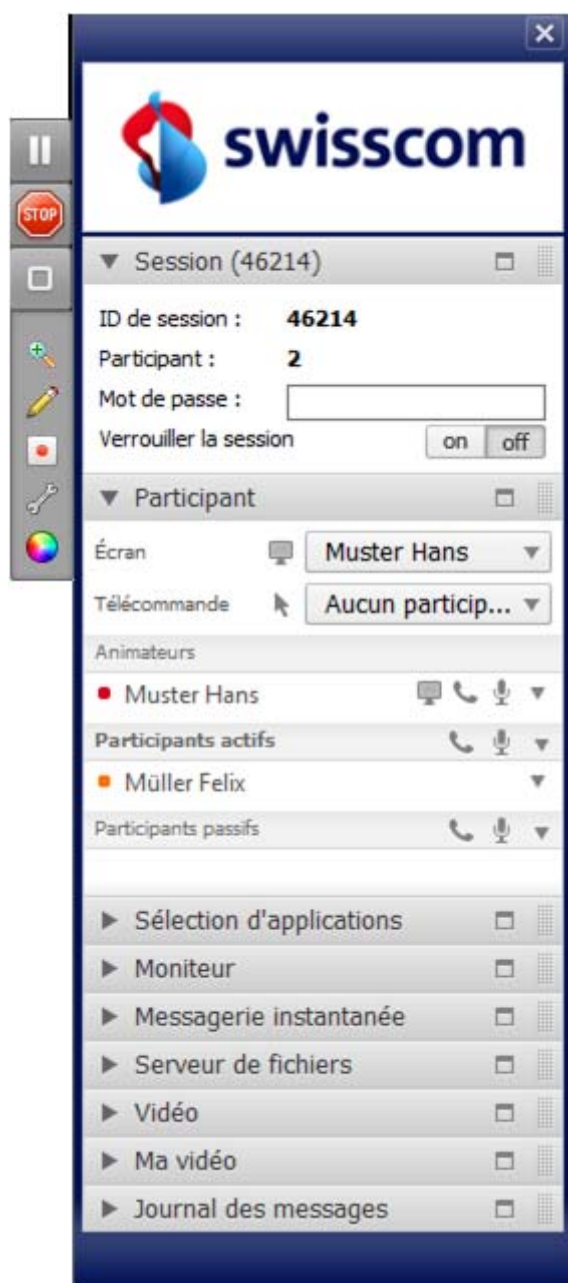 swisscom
STOP
Session (46214)
ID de session : 46214
Participant : 2
Mot de passe :
Verrouiller la session on off
Participant
Écran Muster Hans
Télécommande Aucun particip...
Animateurs
Muster Hans
Participants actifs
Müller Felix
Participants passifs
Sélection d'applications
Moniteur
Messagerie instantanée
Serveur de fichiers
Vidéo
Ma vidéo
Journal des messages